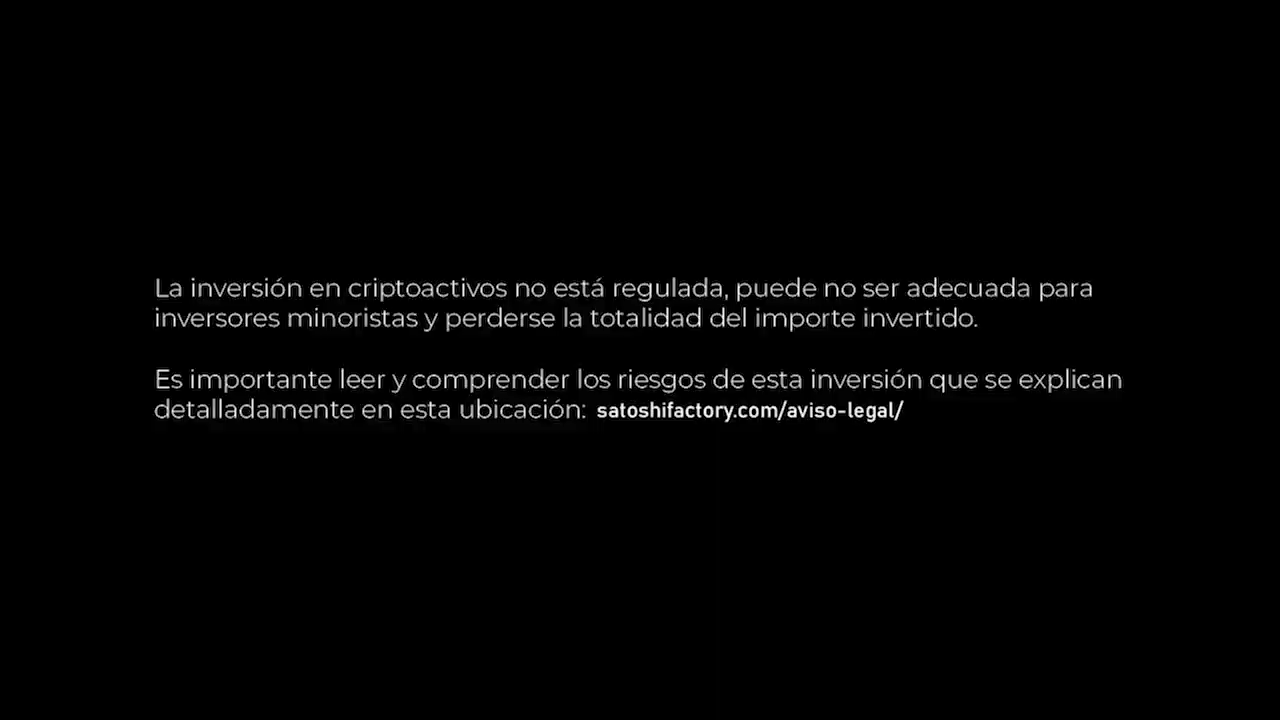 La inversión en criptoactivos no está regulada, puede no ser adecuada para
inversores minoristas y perderse la totalidad del importe invertido.
Es importante leer y comprender los riesgos de esta inversión que se explican
detalladamente en esta ubicación: satoshifactory.com/aviso-legal/